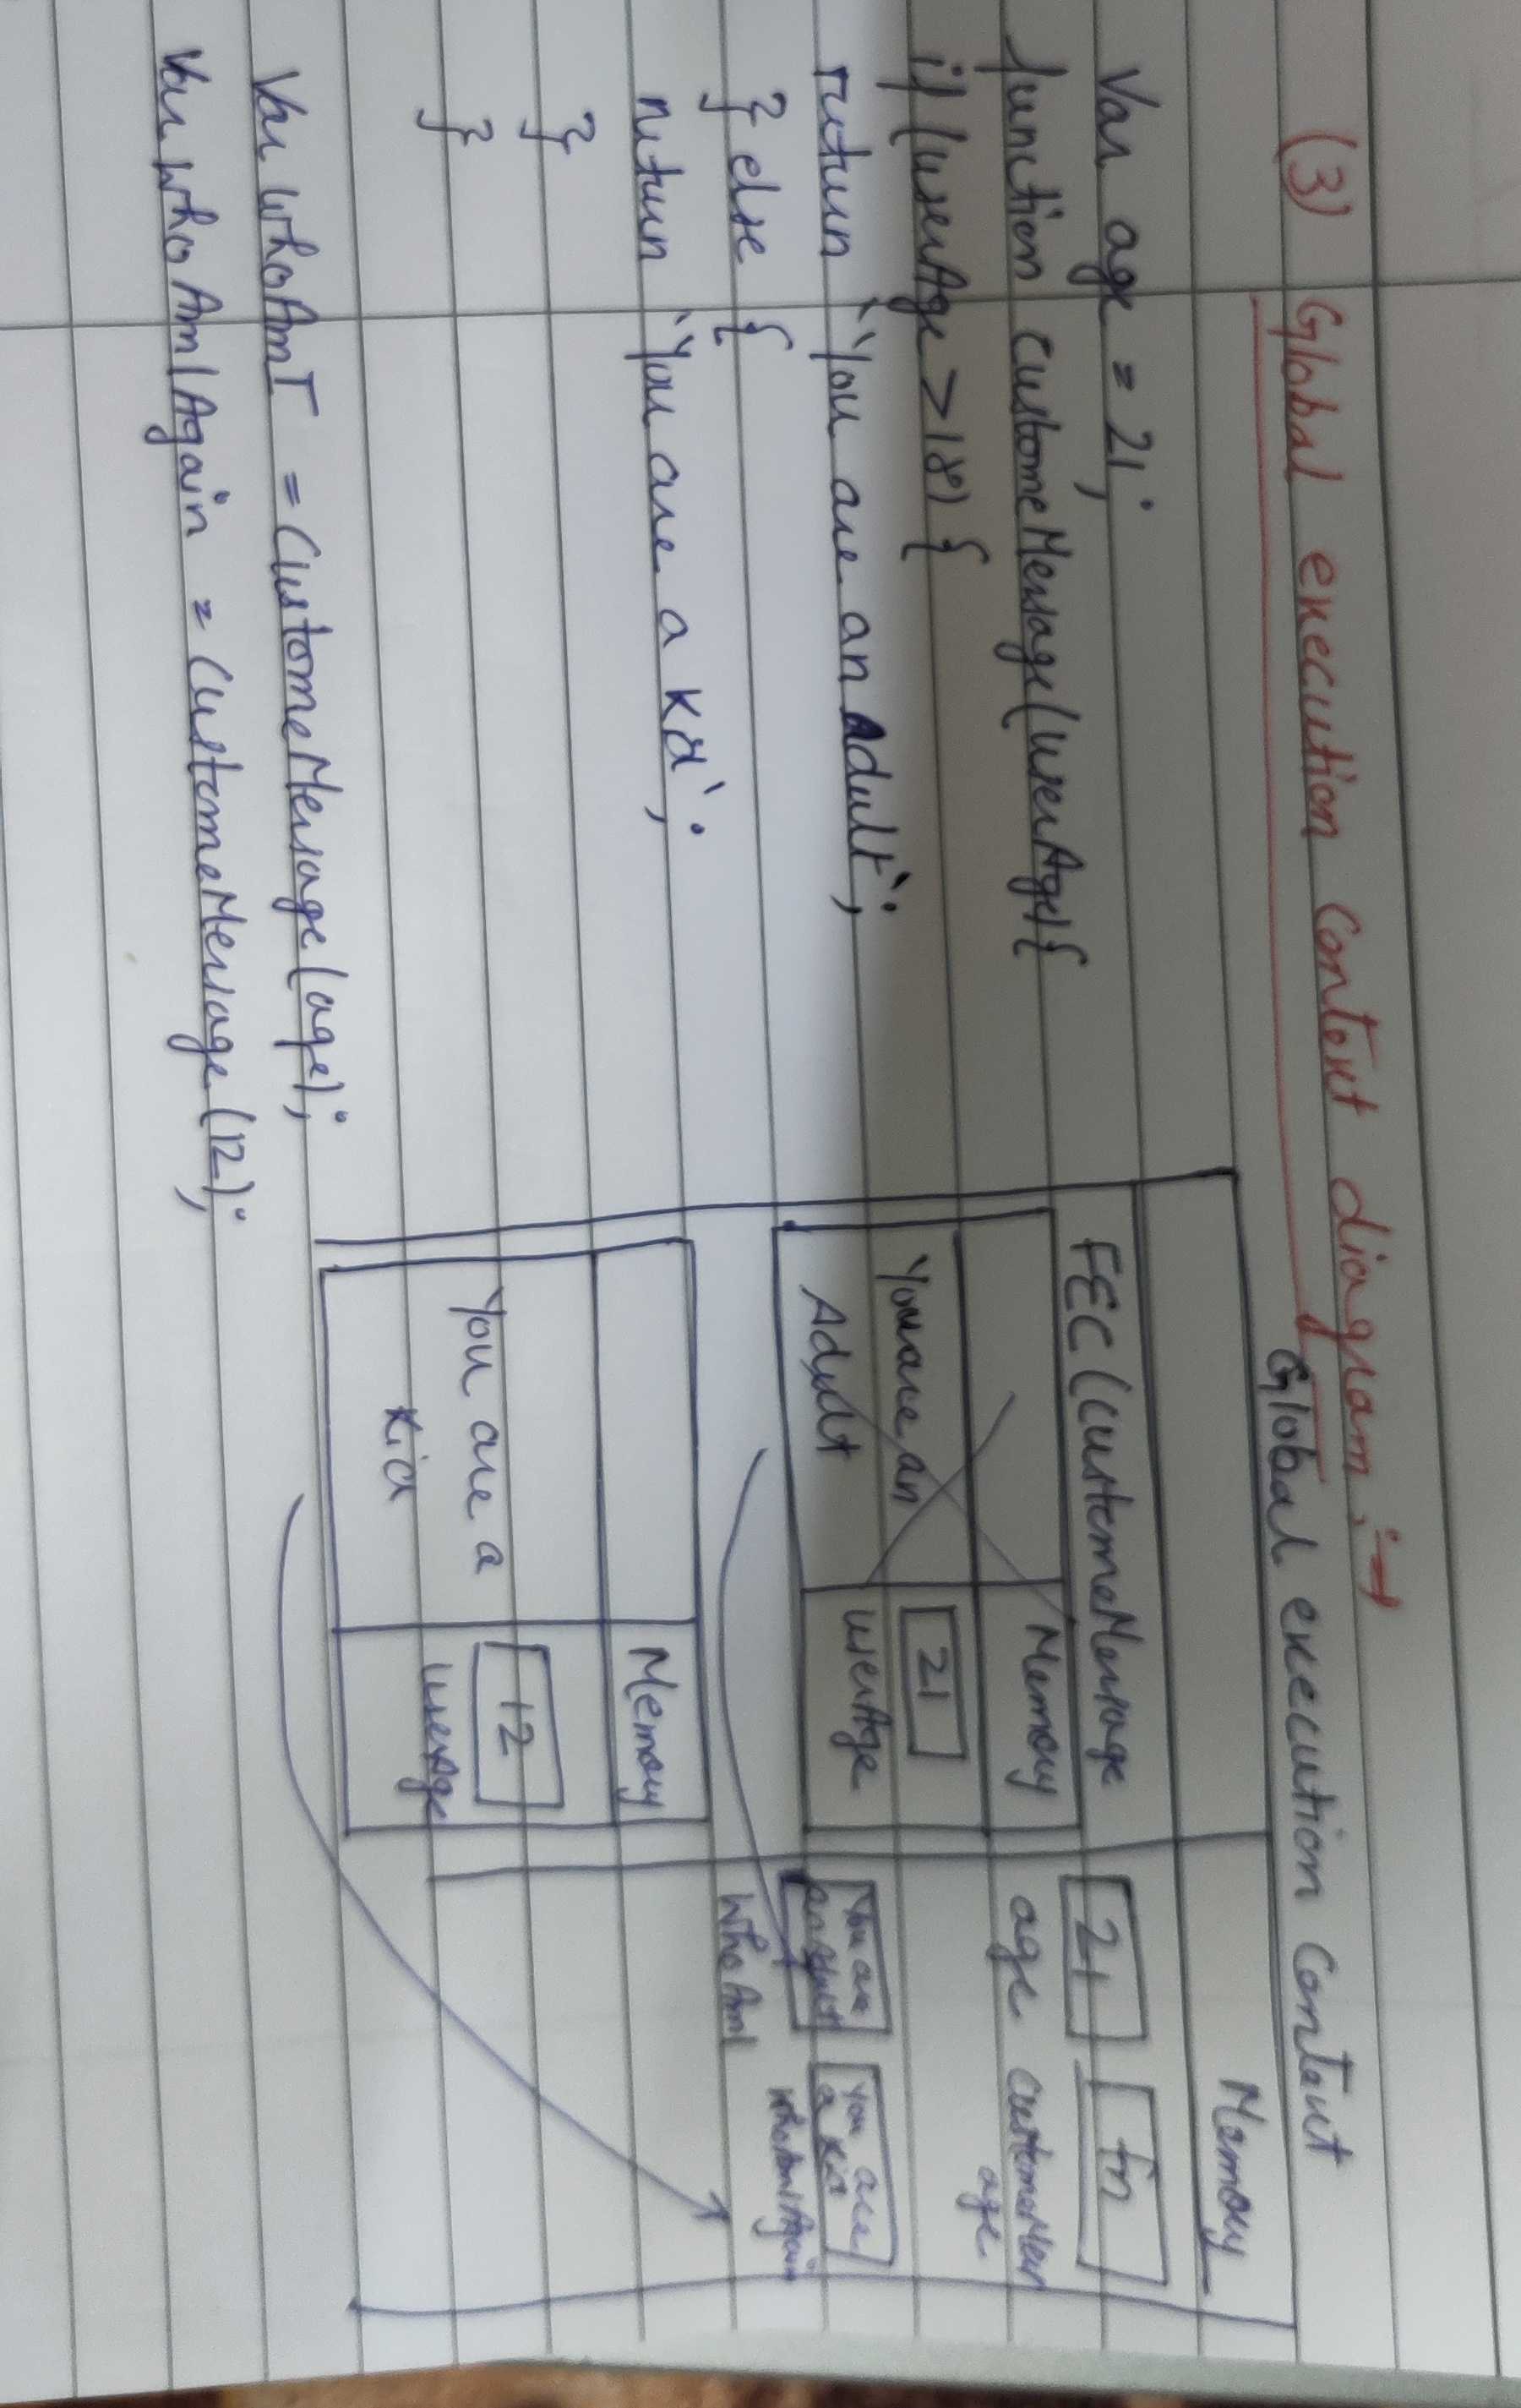 (3) Global execution context diagram :→
Var age = 21;
function customeMessage(userAge){
if (userAge >18) {
return `You are an Adult`;
} else {
return `You are a Kid`;
}
}
Var whoAmI = CustomeMessage(age);
Var whoAmIAgain = CustomeMessage(12);
Global execution context
Memory
FEC (CustomeMessage
Memory
You are an
Adult
21
userAge
Memory
You are a
Kid
12
userAge
21
fn
age
customeMess
age
You are
an Adult
whoAmI
You are
a kid
whoAmIAgain